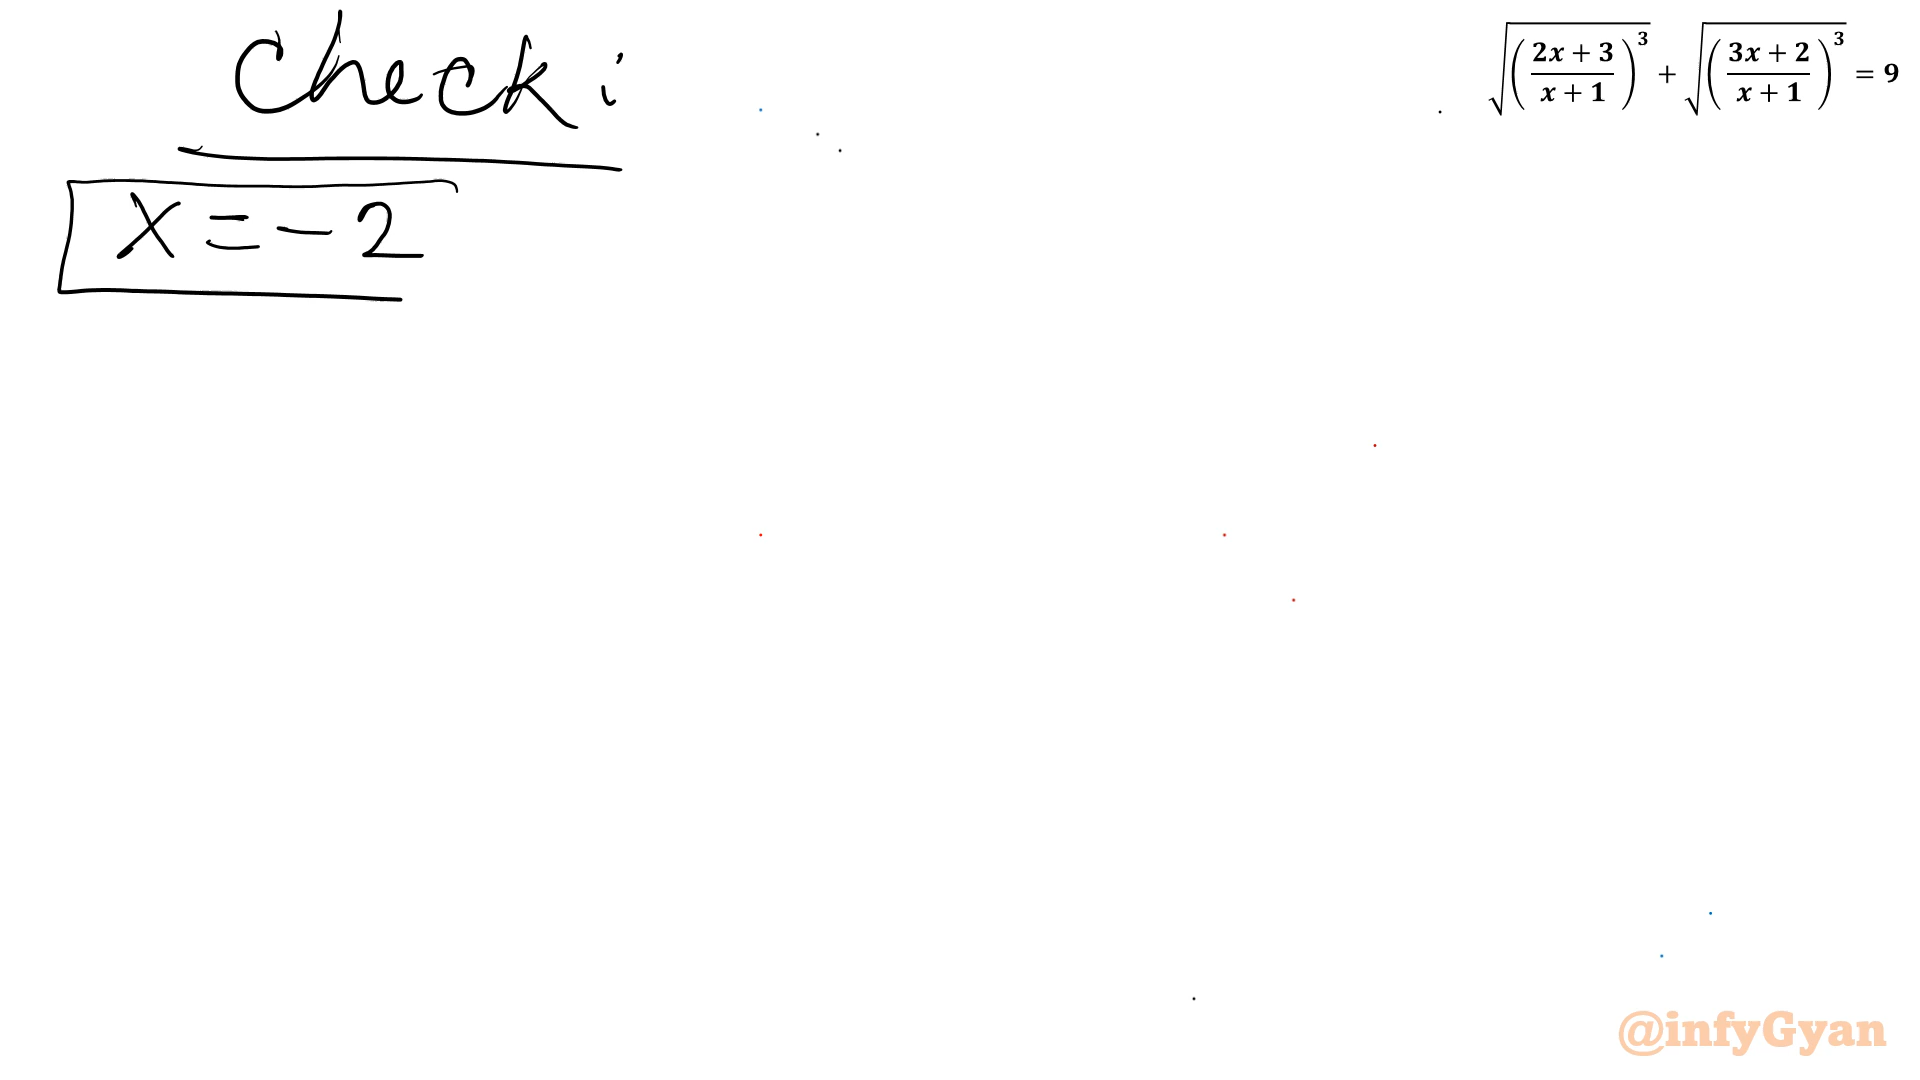 Check :
x = - 2
√((2x + 3)/(x + 1))³ + √((3x + 2)/(x + 1))³ = 9
@infyGyan